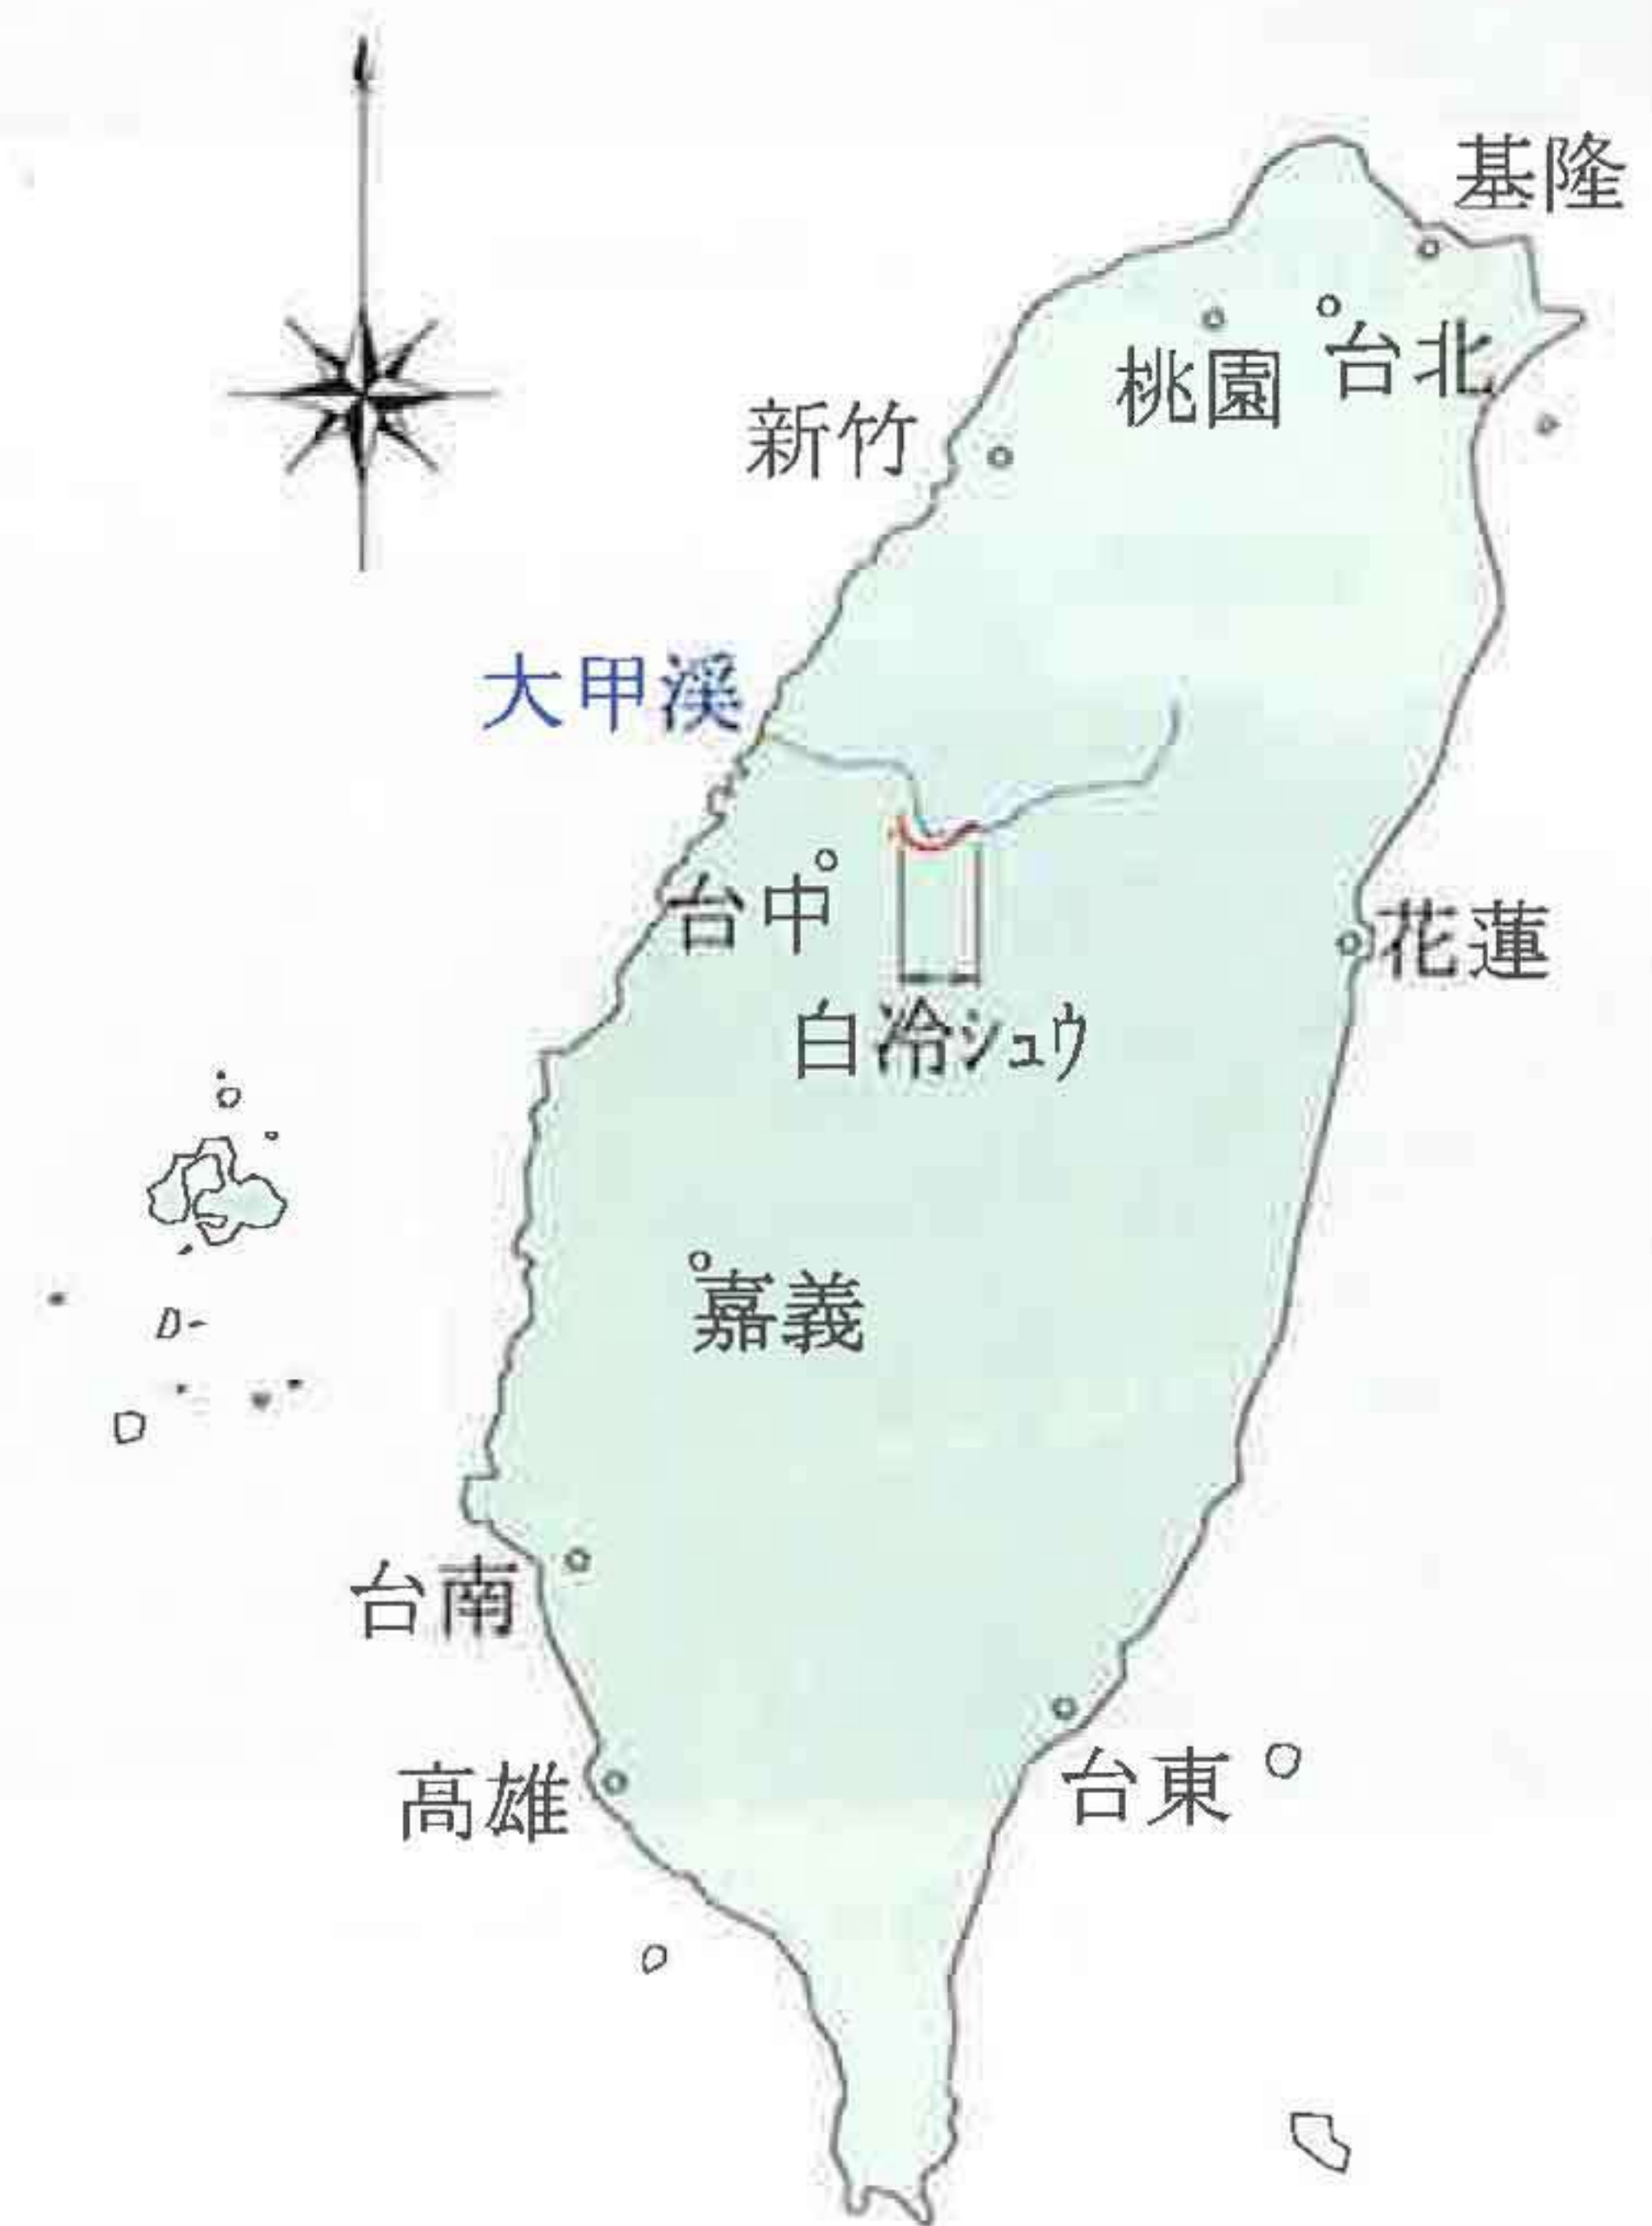 基隆
台北
桃園
新竹
大甲溪
台中
花蓮
白冷ｼｭｳ
嘉義
台南
台東
高雄